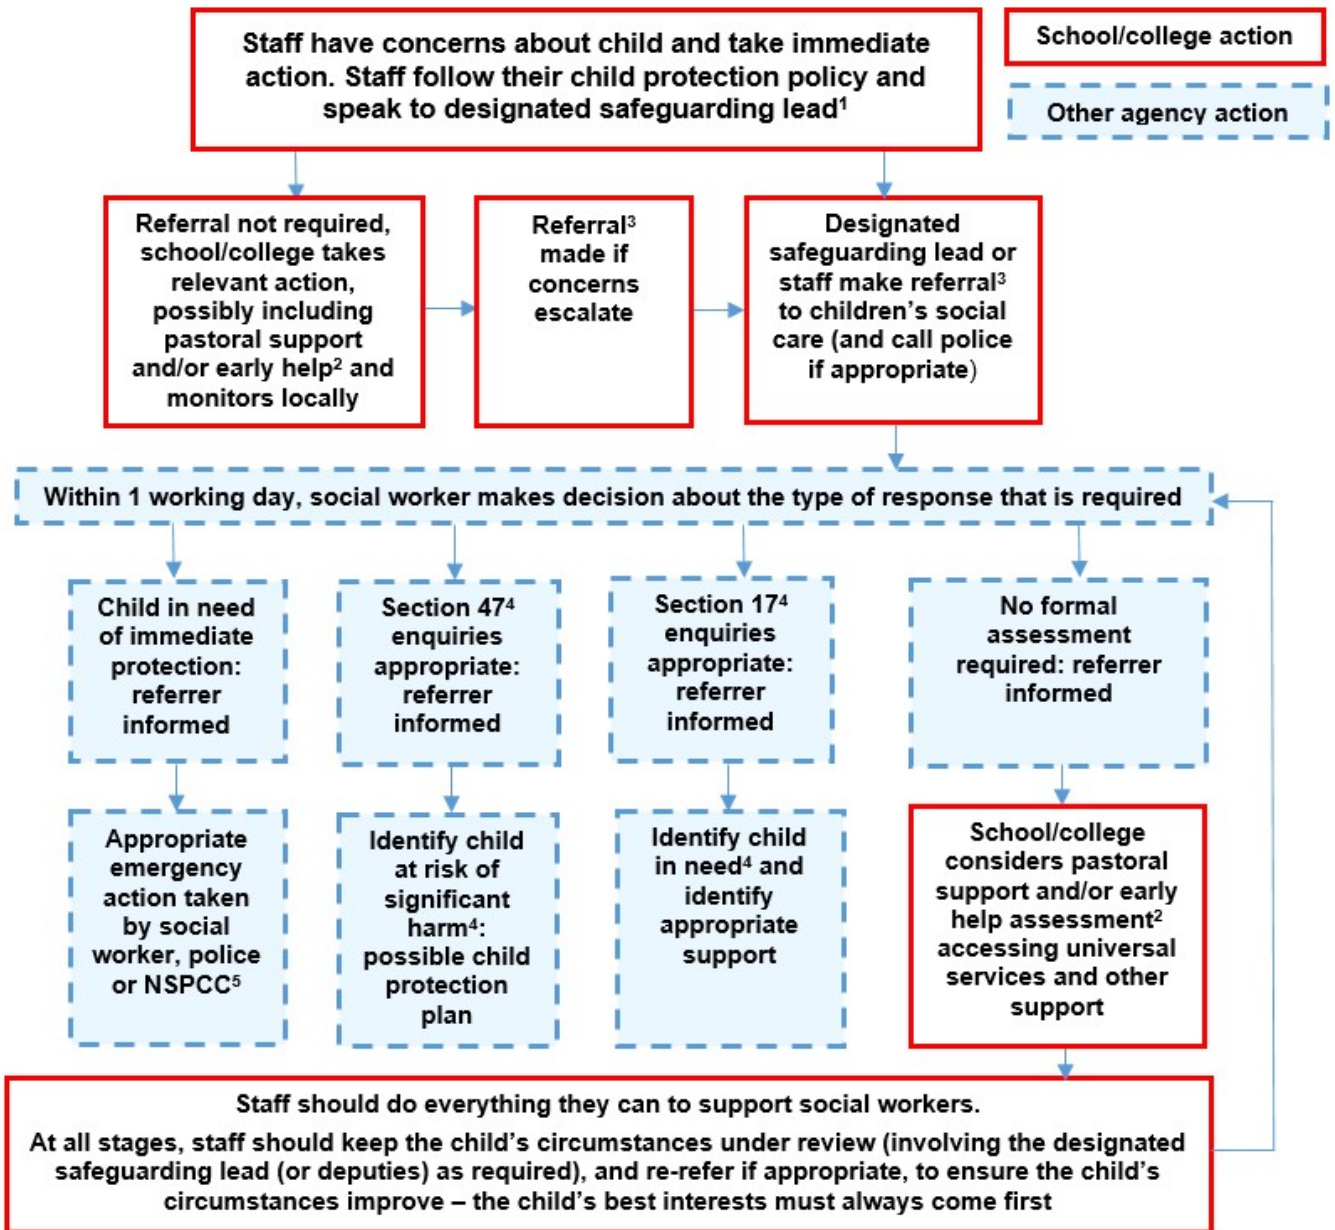 Staff have concerns about child and take immediate
action. Staff follow their child protection policy and
speak to designated safeguarding lead¹
School/college action
Other agency action
Referral not required,
school/college takes
relevant action,
possibly including
pastoral support
and/or early help² and
monitors locally
Referral³
made if
concerns
escalate
Designated
safeguarding lead or
staff make referral³
to children’s social
care (and call police
if appropriate)
Within 1 working day, social worker makes decision about the type of response that is required
Child in need
of immediate
protection:
referrer
informed
Section 47⁴
enquiries
appropriate:
referrer
informed
Section 17⁴
enquiries
appropriate:
referrer
informed
No formal
assessment
required: referrer
informed
Appropriate
emergency
action taken
by social
worker, police
or NSPCC⁵
Identify child
at risk of
significant
harm⁴:
possible child
protection
plan
Identify child
in need⁴ and
identify
appropriate
support
School/college
considers pastoral
support and/or early
help assessment²
accessing universal
services and other
support
Staff should do everything they can to support social workers.
At all stages, staff should keep the child’s circumstances under review (involving the designated
safeguarding lead (or deputies) as required), and re-refer if appropriate, to ensure the child’s
circumstances improve – the child’s best interests must always come first